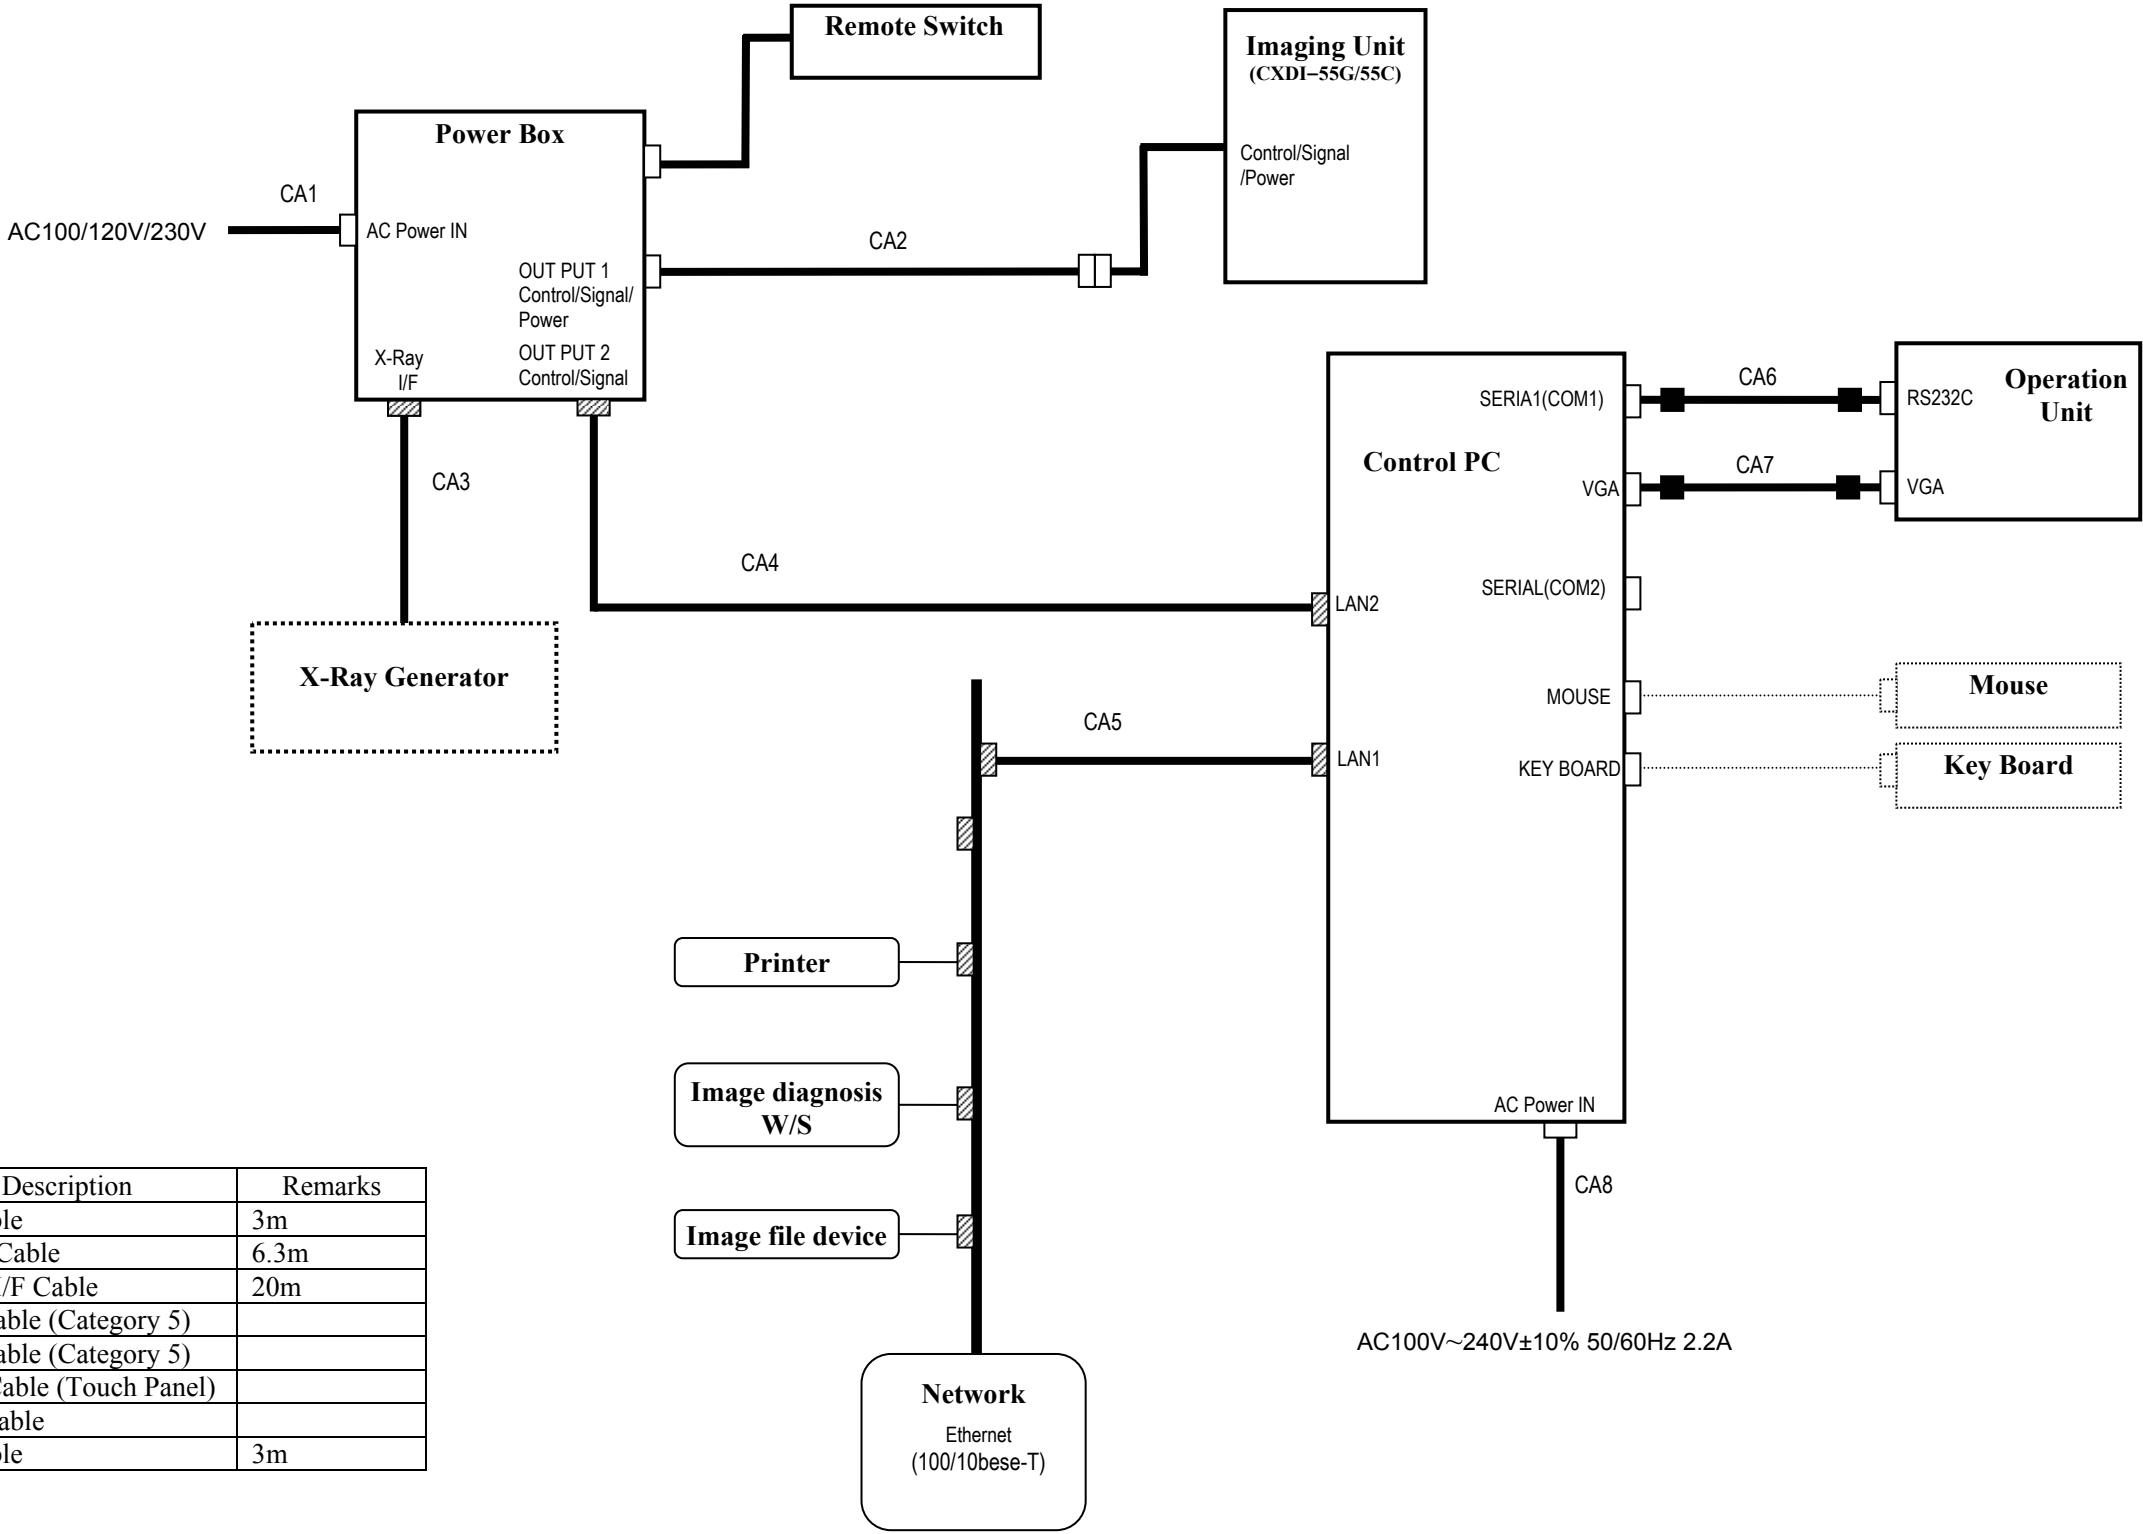 Remote Switch
Imaging Unit
(CXDI−55G/55C)
Control/Signal
/Power
Power Box
CA1
AC100/120V/230V
AC Power IN
CA2
OUT PUT 1
Control/Signal/
Power
OUT PUT 2
Control/Signal
X-Ray
I/F
CA3
CA4
X-Ray Generator
Control PC
SERIA1(COM1)
CA6
RS232C
Operation
Unit
VGA
CA7
VGA
LAN2
SERIAL(COM2)
MOUSE
Mouse
CA5
LAN1
KEY BOARD
Key Board
Printer
Image diagnosis
W/S
Image file device
AC Power IN
CA8
AC100V~240V±10% 50/60Hz 2.2A
Network
Ethernet
(100/10bese-T)
Description Remarks
3m
Cable 6.3m
I/F Cable 20m
able (Category 5)
able (Category 5)
Cable (Touch Panel)
able
3m